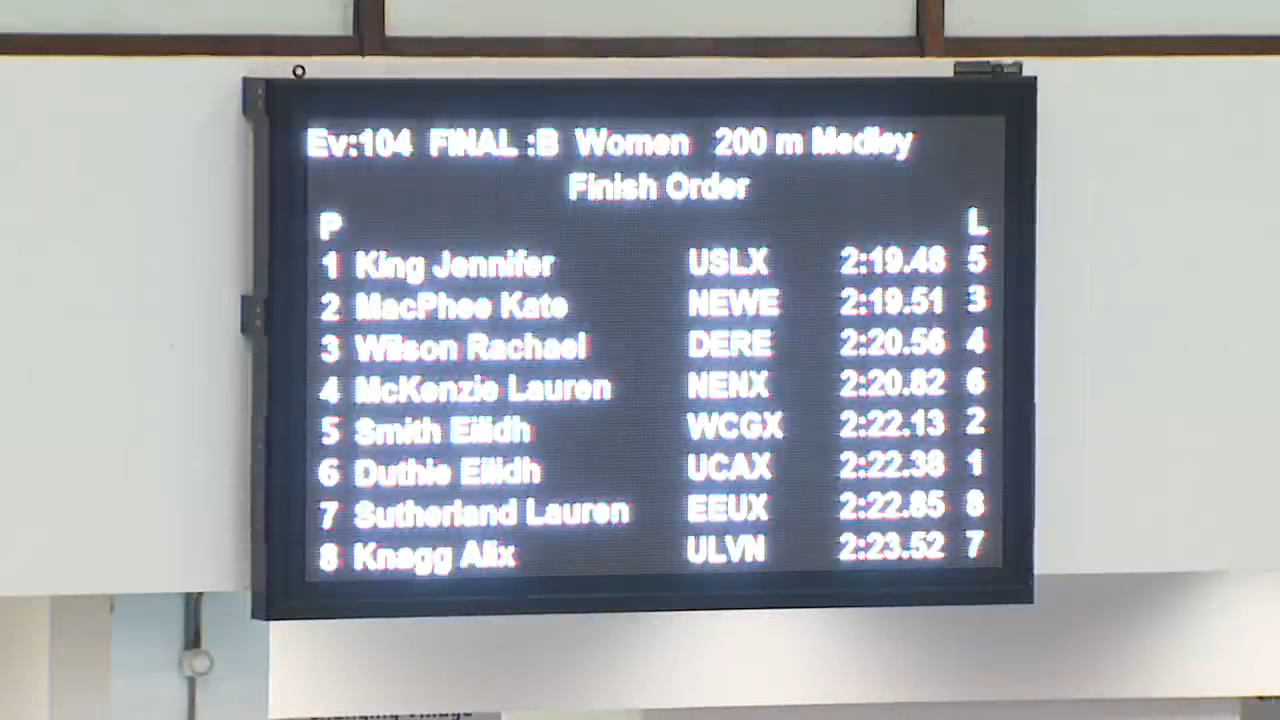 Ev:104 FINAL :B Women 200 m Medley
Finish Order
P L
1 King Jennifer USLX 2:19.48 5
2 MacPhee Kate NEWE 2:19.51 3
3 Wilson Rachael DERE 2:20.56 4
4 McKenzie Lauren NENX 2:20.82 6
5 Smith Eilidh WCGX 2:22.13 2
6 Duthie Eilidh UCAX 2:22.38 1
7 Sutherland Lauren EEUX 2:22.85 8
8 Knagg Alix ULVN 2:23.52 7
Changing Village